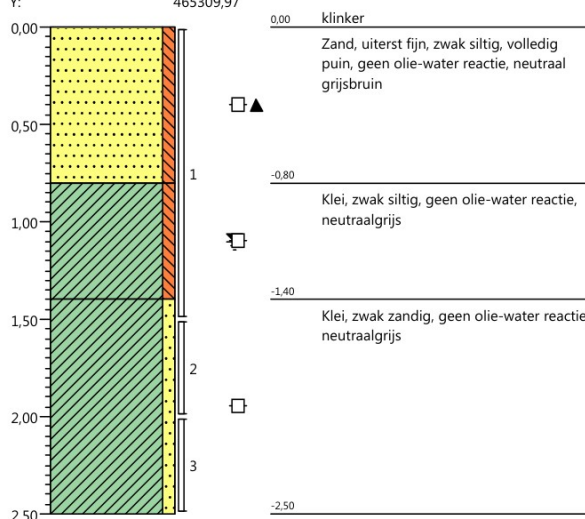 Y: 465309,97
0,00
0,00 klinker
Zand, uiterst fijn, zwak siltig, volledig
puin, geen olie-water reactie, neutraal
grijsbruin
0,50
1
-0,80
Klei, zwak siltig, geen olie-water reactie,
neutraalgrijs
1,00
-1,40
Klei, zwak zandig, geen olie-water reactie
neutraalgrijs
1,50
2
2,00
3
2,50
-2,50